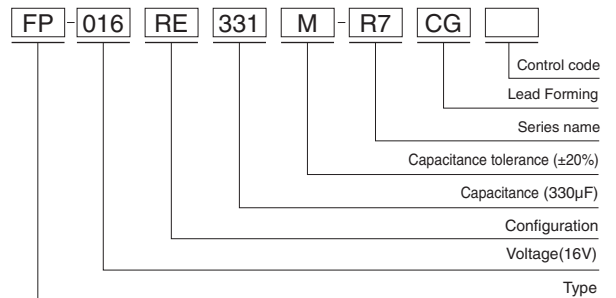 FP-016 RE 331 M-R7 CG
Control code
Lead Forming
Series name
Capacitance tolerance (±20%)
Capacitance (330µF)
Configuration
Voltage(16V)
Type